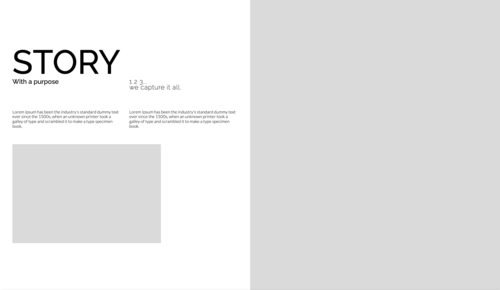 STORY
With a purpose
1 2 3...
we capture it all.
Lorem Ipsum has been the industry's standard dummy text
ever since the 1500s, when an unknown printer took a
galley of type and scrambled it to make a type specimen
book.
Lorem Ipsum has been the industry's standard dummy text
ever since the 1500s, when an unknown printer took a
galley of type and scrambled it to make a type specimen
book.